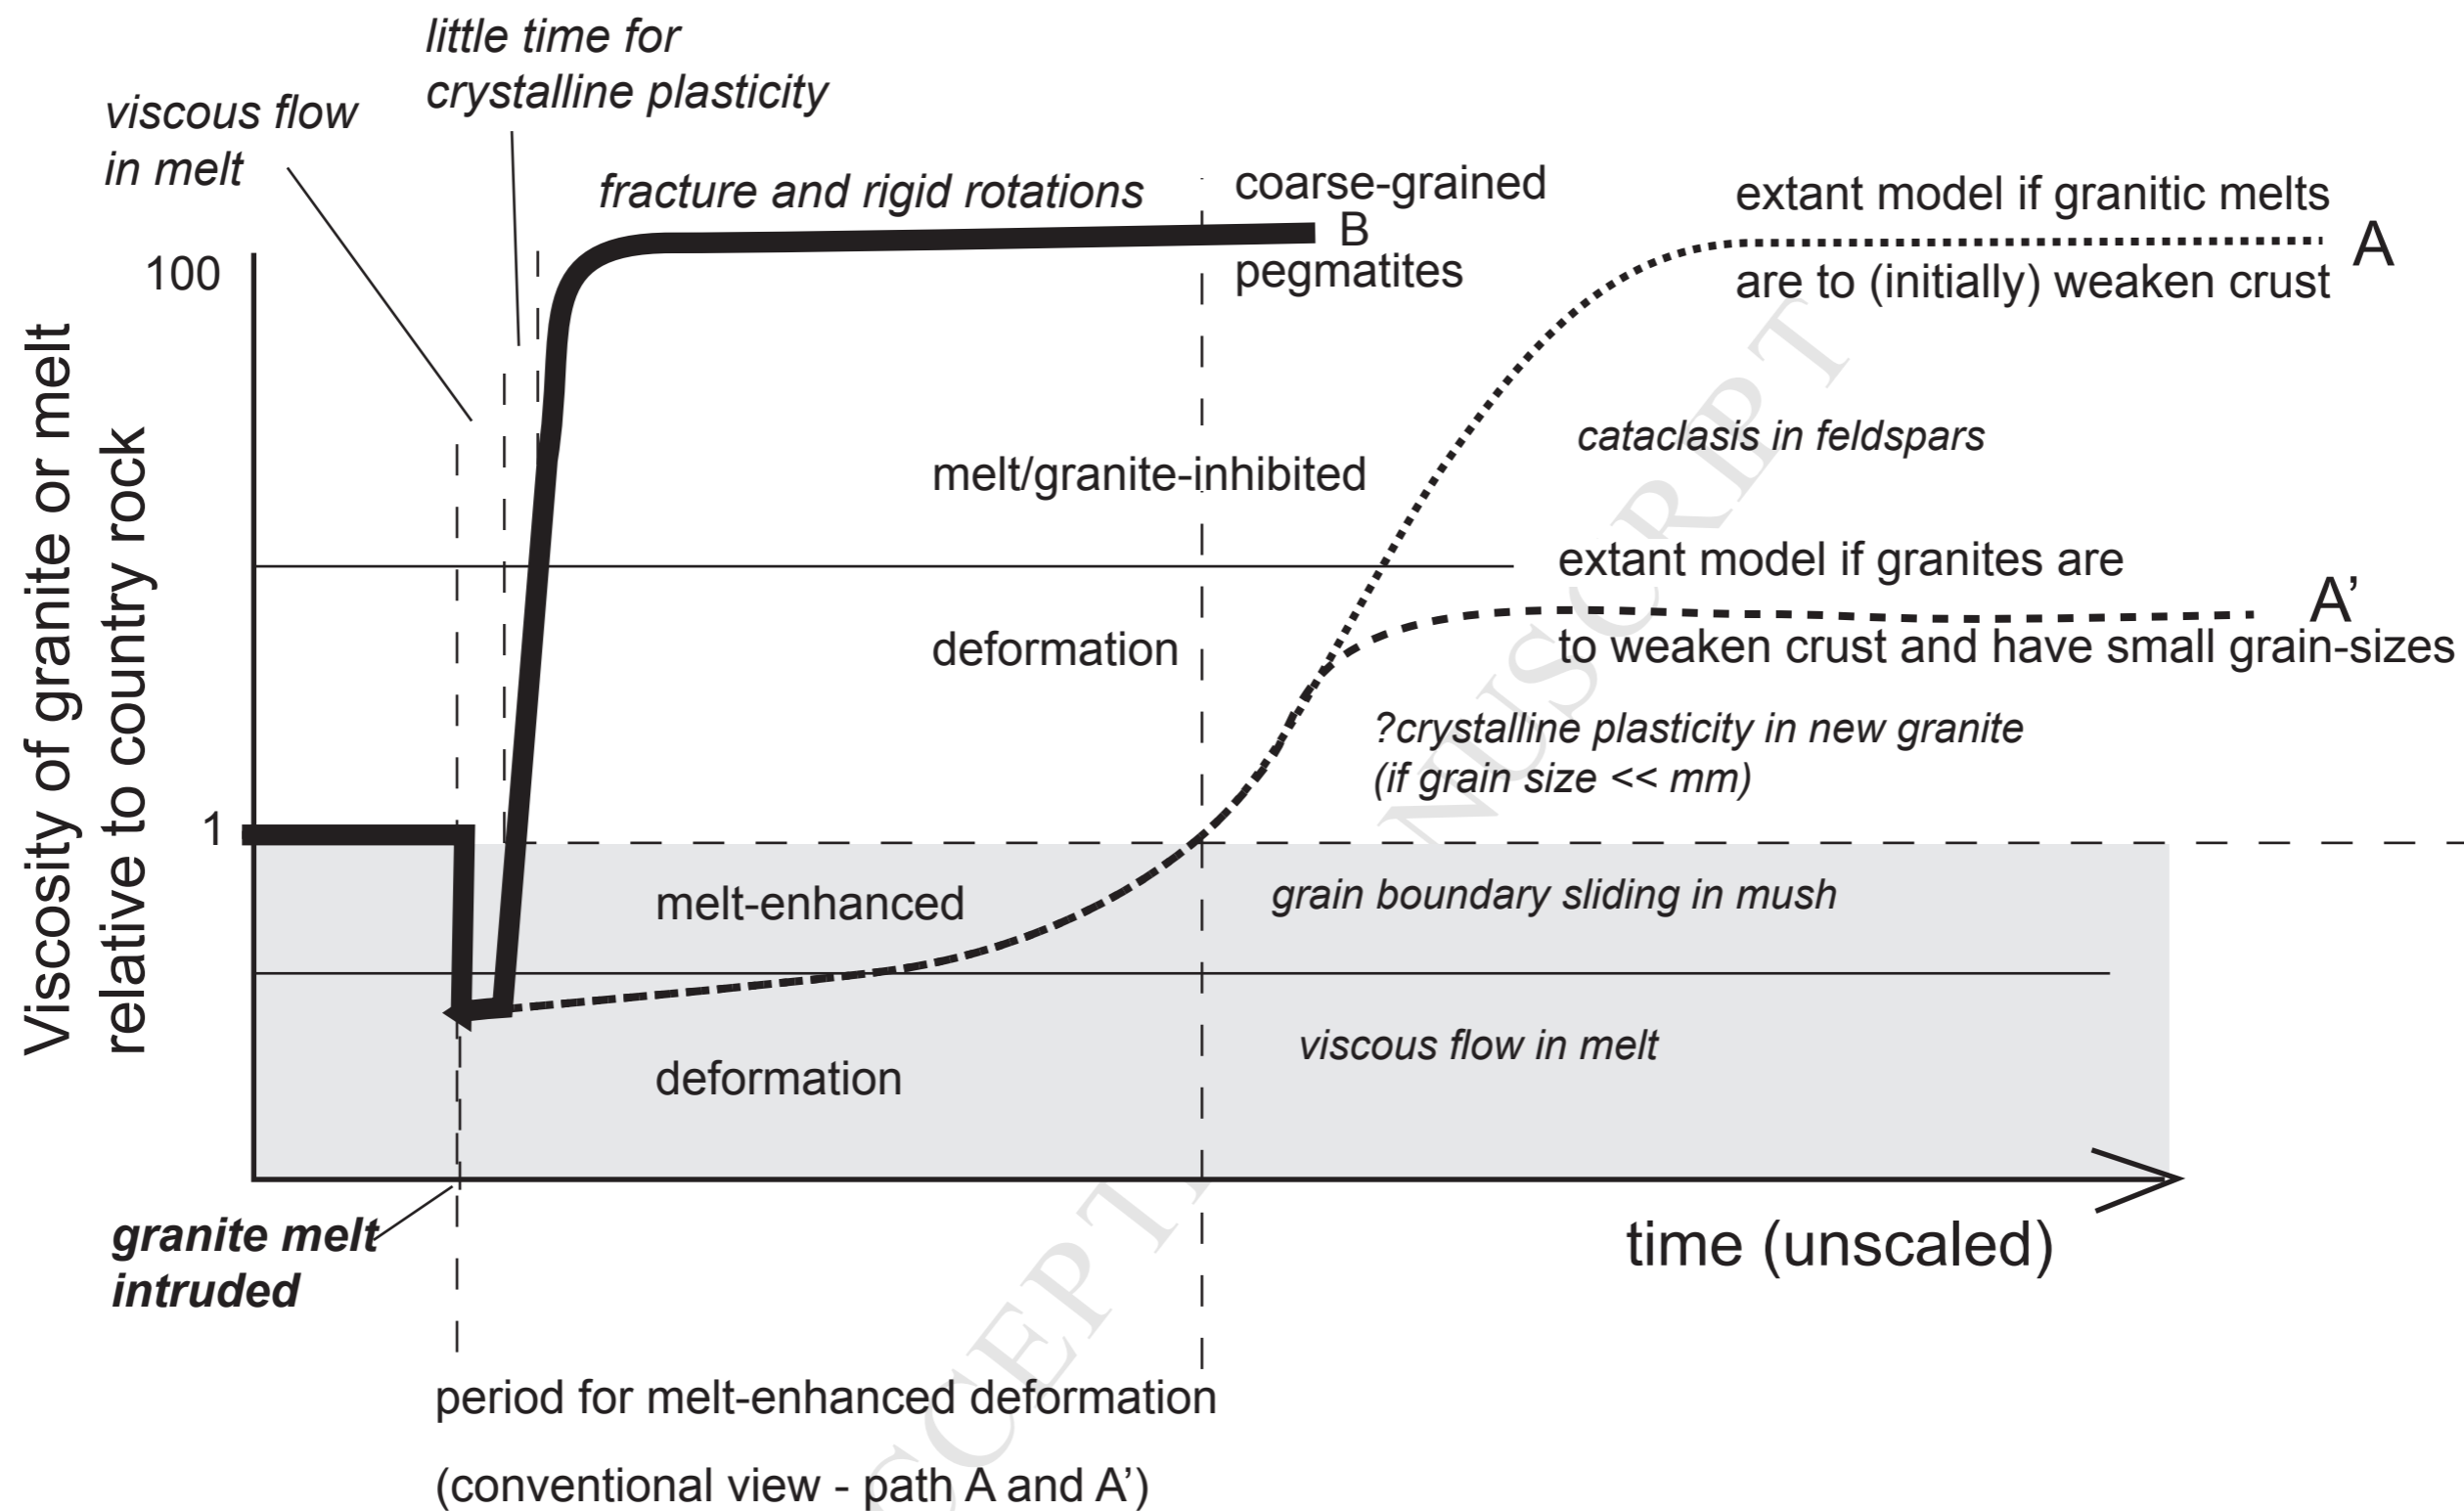 little time for
crystalline plasticity
viscous flow
in melt
fracture and rigid rotations
coarse-grained
B
pegmatites
extant model if granitic melts
A
are to (initially) weaken crust
100
cataclasis in feldspars
melt/granite-inhibited
extant model if granites are
A'
deformation
to weaken crust and have small grain-sizes
?crystalline plasticity in new granite
(if grain size << mm)
1
Viscosity of granite or melt
relative to country rock
melt-enhanced
grain boundary sliding in mush
viscous flow in melt
deformation
granite melt
intruded
time (unscaled)
period for melt-enhanced deformation
(conventional view - path A and A')